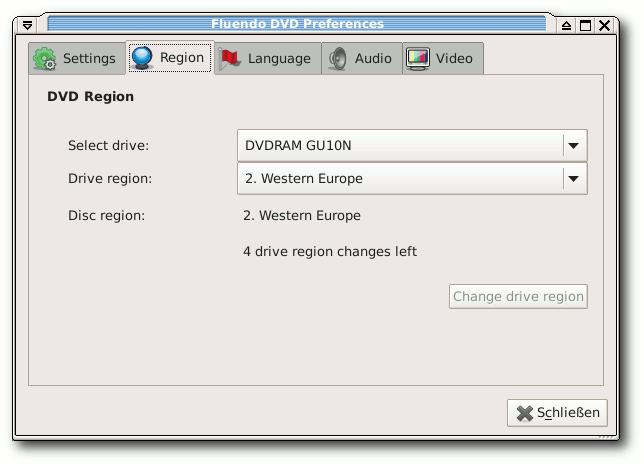 Fluendo DVD Preferences
Settings Region Language Audio Video
DVD Region
Select drive: DVDRAM GU10N
Drive region: 2. Western Europe
Disc region: 2. Western Europe
4 drive region changes left
Change drive region
Schließen